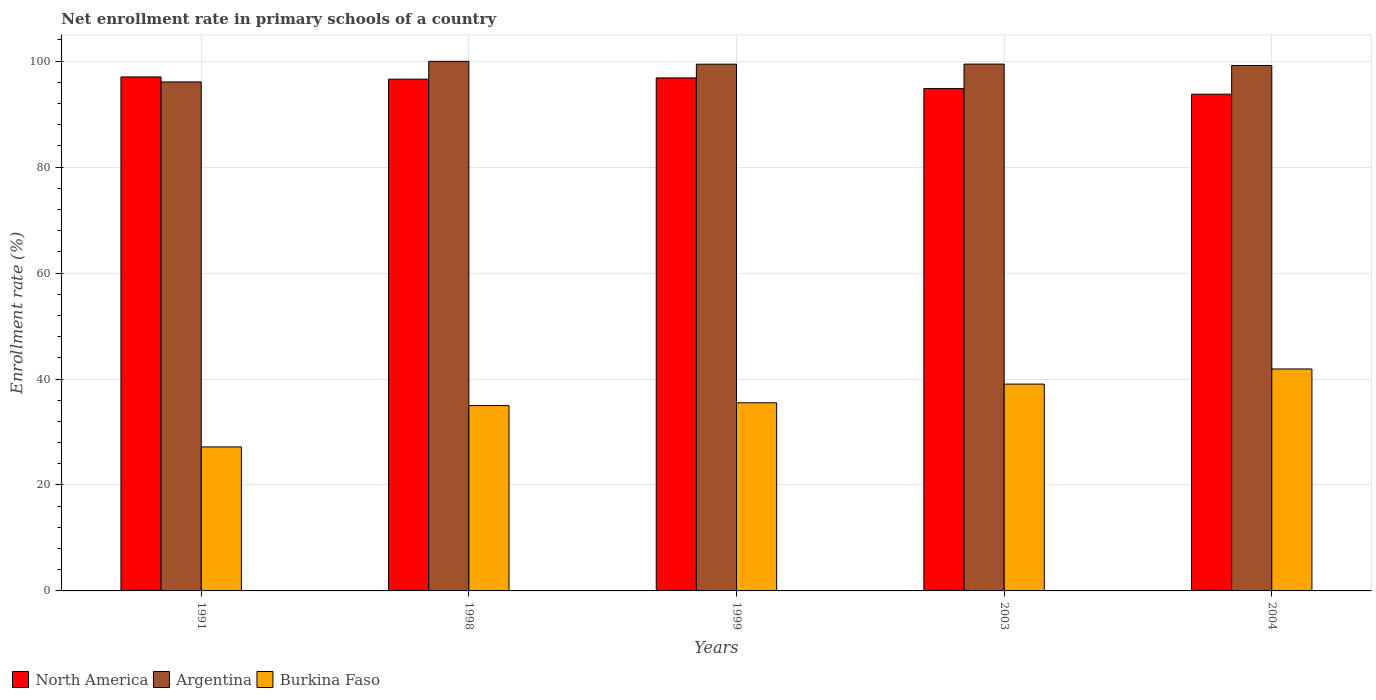 Net enrollment rate in primary schools of a country
Enrollment rate (%)
100
80
60
40
20
0
1991
1998
1999
2003
2004
Years
North America
Argentina
Burkina Faso